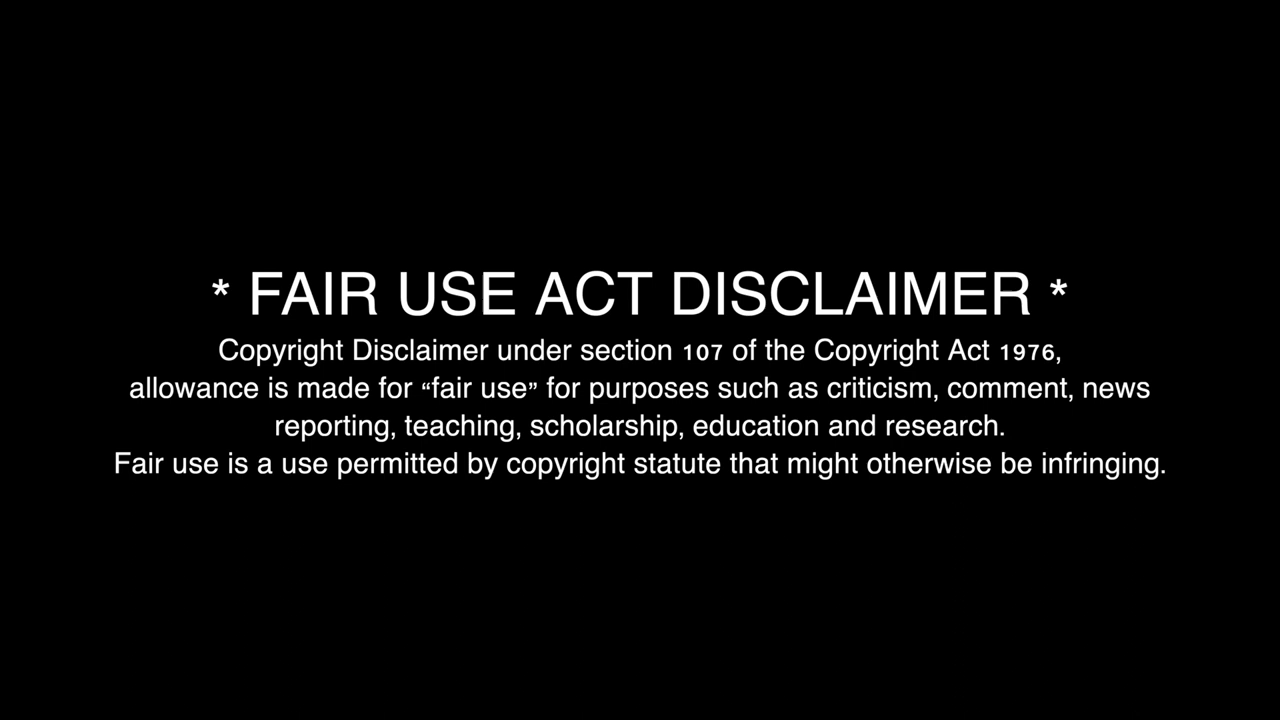 * FAIR USE ACT DISCLAIMER *
Copyright Disclaimer under section 107 of the Copyright Act 1976,
allowance is made for “fair use” for purposes such as criticism, comment, news
reporting, teaching, scholarship, education and research.
Fair use is a use permitted by copyright statute that might otherwise be infringing.